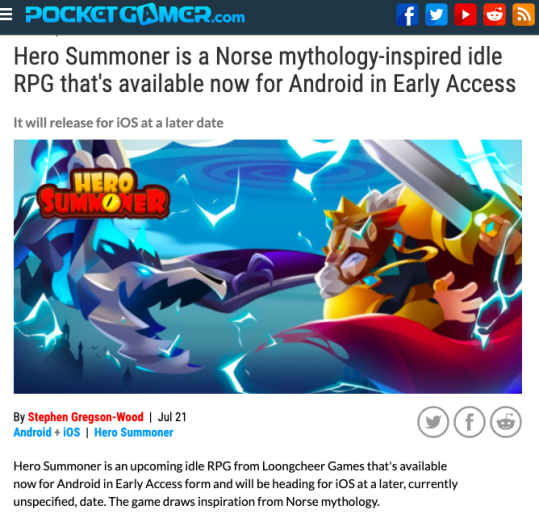 POCKETGAMER.com
Hero Summoner is a Norse mythology-inspired idle
RPG that's available now for Android in Early Access
It will release for iOS at a later date
HERO
SUMMONER
By Stephen Gregson-Wood | Jul 21
Android + iOS | Hero Summoner
Hero Summoner is an upcoming idle RPG from Loongcheer Games that's available
now for Android in Early Access form and will be heading for iOS at a later, currently
unspecified, date. The game draws inspiration from Norse mythology.